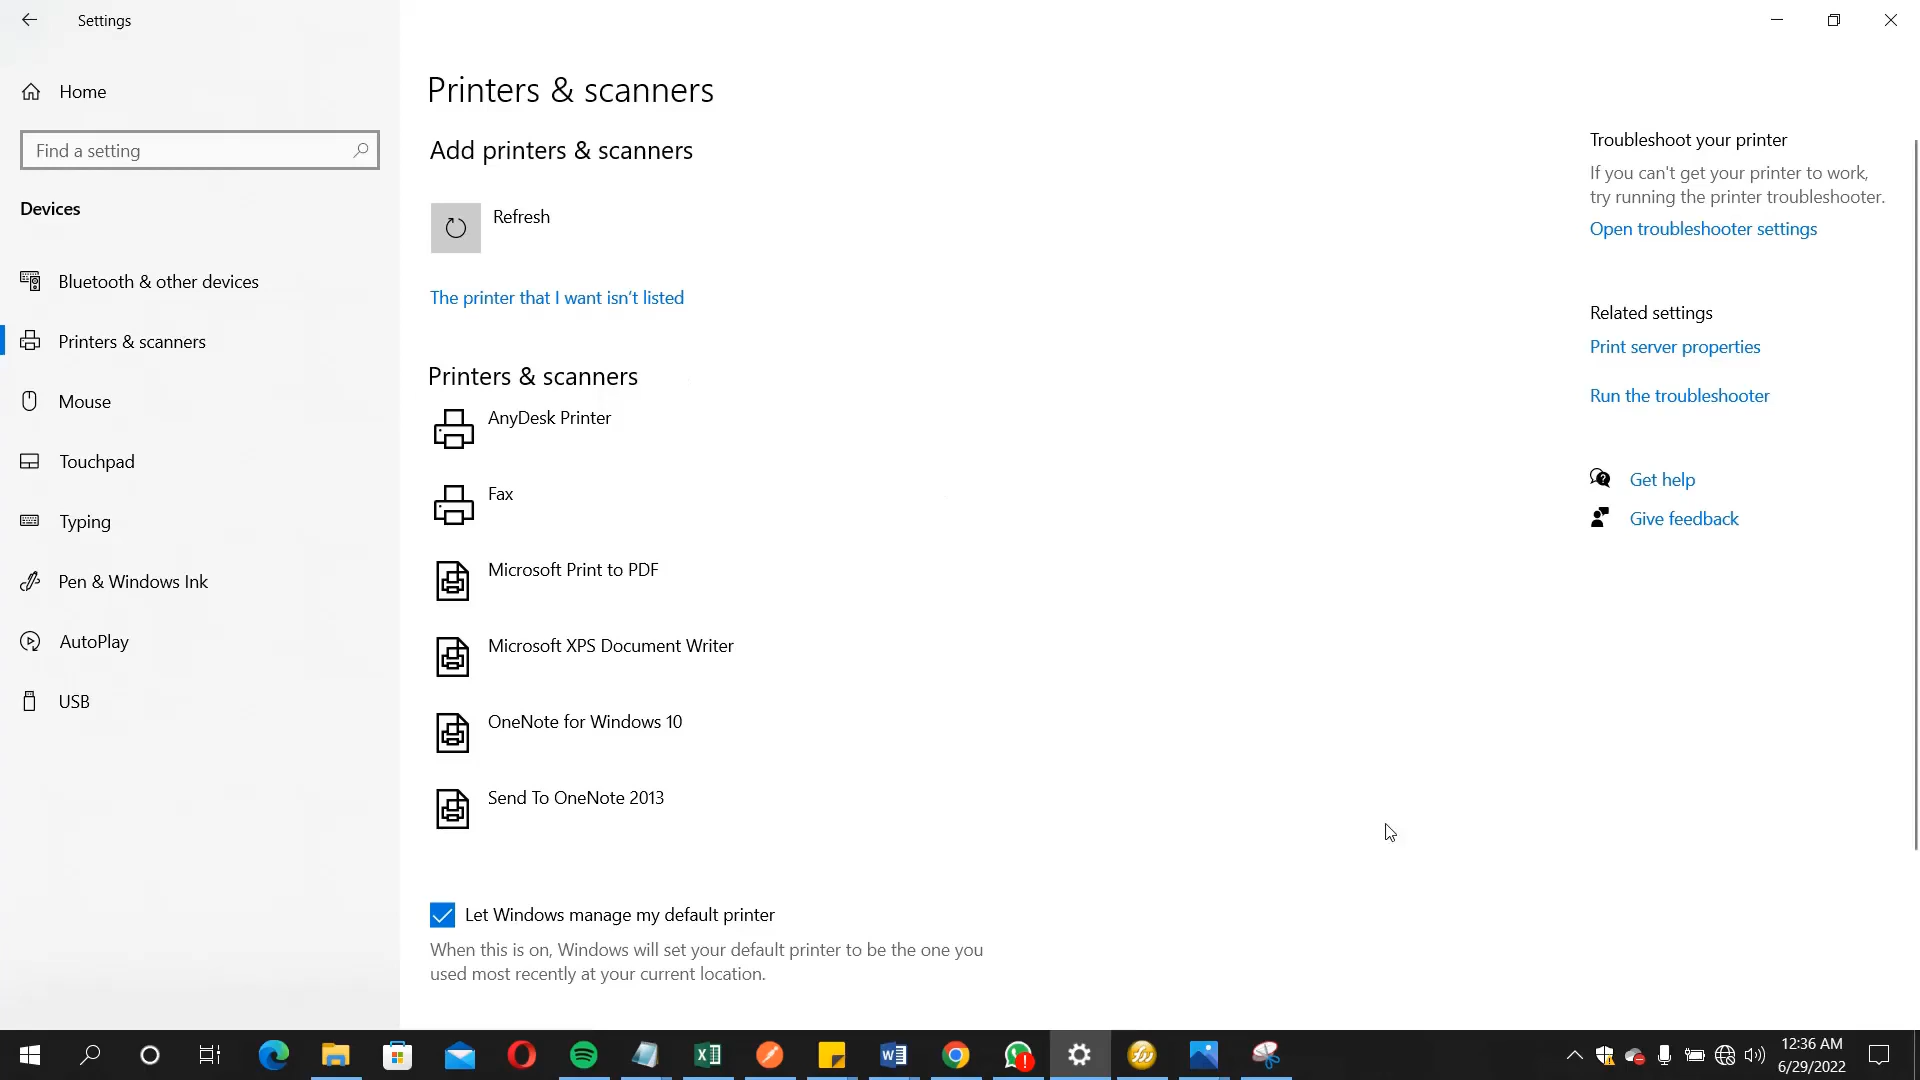 Settings
Home
Find a setting
Devices
Bluetooth & other devices
Printers & scanners
Mouse
Touchpad
Typing
Pen & Windows Ink
AutoPlay
USB
Printers & scanners
Add printers & scanners
Refresh
The printer that I want isn't listed
Printers & scanners
AnyDesk Printer
Fax
Microsoft Print to PDF
Microsoft XPS Document Writer
OneNote for Windows 10
Send To OneNote 2013
Let Windows manage my default printer
When this is on, Windows will set your default printer to be the one you
used most recently at your current location.
Troubleshoot your printer
If you can't get your printer to work,
try running the printer troubleshooter.
Open troubleshooter settings
Related settings
Print server properties
Run the troubleshooter
Get help
Give feedback
12:36 AM
6/29/2022